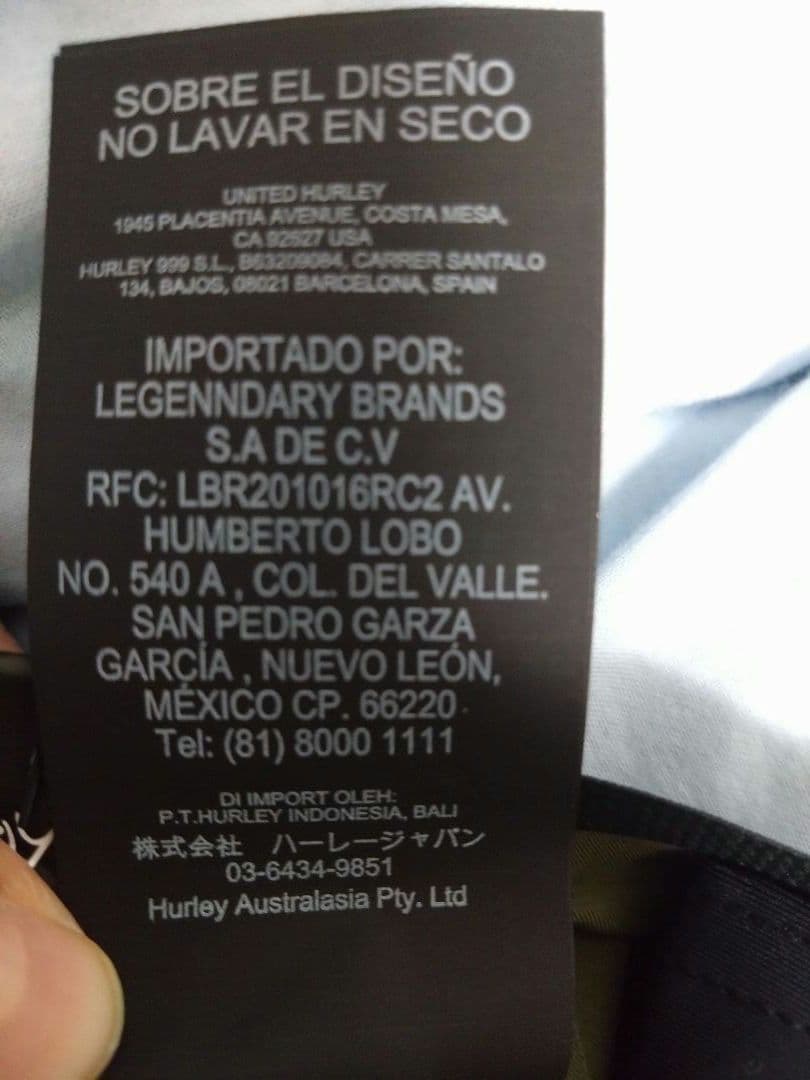 SOBRE EL DISEÑO
NO LAVAR EN SECO
UNITED HURLEY
1945 PLACENTIA AVENUE, COSTA MESA,
CA 92627 USA
HURLEY 999 S.L., B63209084, CARRER SANTALO
134, BAJOS, 08021 BARCELONA, SPAIN
IMPORTADO POR:
LEGENNDARY BRANDS
S.A DE C.V
RFC: LBR201016RC2 AV.
HUMBERTO LOBO
NO. 540 A , COL. DEL VALLE.
SAN PEDRO GARZA
GARCÍA , NUEVO LEÓN,
MÉXICO CP. 66220.
Tel: (81) 8000 1111
DI IMPORT OLEH:
P.T.HURLEY INDONESIA, BALI
株式会社 ハーレージャパン
03-6434-9851
Hurley Australasia Pty. Ltd